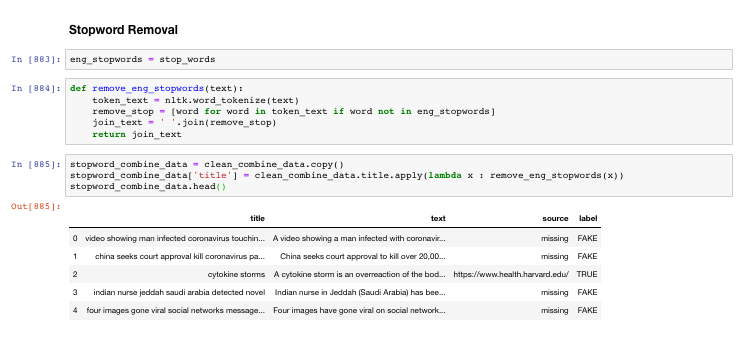 Stopword Removal
In [883]: eng_stopwords = stop_words
In [884]: def remove_eng_stopwords(text):
    token_text = nltk.word_tokenize(text)
    remove_stop = [word for word in token_text if word not in eng_stopwords]
    join_text = ' '.join(remove_stop)
    return join_text
In [885]: stopword_combine_data = clean_combine_data.copy()
stopword_combine_data['title'] = clean_combine_data.title.apply(lambda x : remove_eng_stopwords(x))
stopword_combine_data.head()
Out[885]:
title text source label
0 video showing man infected coronavirus touchin... A video showing a man infected with coronavir... missing FAKE
1 china seeks court approval kill coronavirus pa... China seeks court approval to kill over 20,00... missing FAKE
2 cytokine storms A cytokine storm is an overreaction of the bod... https://www.health.harvard.edu/ TRUE
3 indian nurse jeddah saudi arabia detected novel Indian nurse in Jeddah (Saudi Arabia) has bee... missing FAKE
4 four images gone viral social networks message... Four images have gone viral on social network... missing FAKE